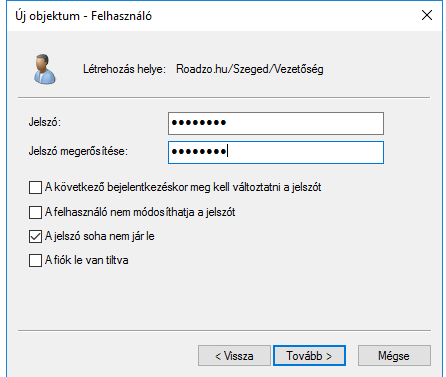 Új objektum - Felhasználó
Létrehozás helye: Roadzo.hu/Szeged/Vezetőség
Jelszó: ●●●●●●●●
Jelszó megerősítése: ●●●●●●●●
A következő bejelentkezéskor meg kell változtatni a jelszót
A felhasználó nem módosíthatja a jelszót
A jelszó soha nem jár le
A fiók le van tiltva
< Vissza Tovább > Mégse